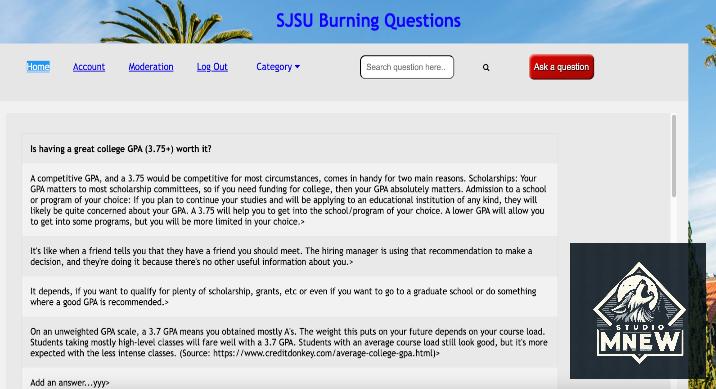 SJSU Burning Questions
Home Account Moderation Log Out Category Search question here.. Ask a question
Is having a great college GPA (3.75+) worth it?
A competitive GPA, and a 3.75 would be competitive for most circumstances, comes in handy for two main reasons. Scholarships: Your
GPA matters to most scholarship committees, so if you need funding for college, then your GPA absolutely matters. Admission to a school
or program of your choice: If you plan to continue your studies and will be applying to an educational institution of any kind, they will
likely be quite concerned about your GPA. A 3.75 will help you to get into the school/program of your choice. A lower GPA will allow you
to get into some programs, but you will be more limited in your choice.>
It's like when a friend tells you that they have a friend you should meet. The hiring manager is using that recommendation to make a
decision, and they're doing it because there's no other useful information about you.>
It depends, if you want to qualify for plenty of scholarship, grants, etc or even if you want to go to a graduate school or do something
where a good GPA is recommended.>
On an unweighted GPA scale, a 3.7 GPA means you obtained mostly A's. The weight this puts on your future depends on your course load.
Students taking mostly high-level classes will fare well with a 3.7 GPA. Students with an average course load still look good, but it's more
expected with the less intense classes. (Source: https://www.creditdonkey.com/average-college-gpa.html)>
Add an answer...yyy>
STUDIO
MNEW